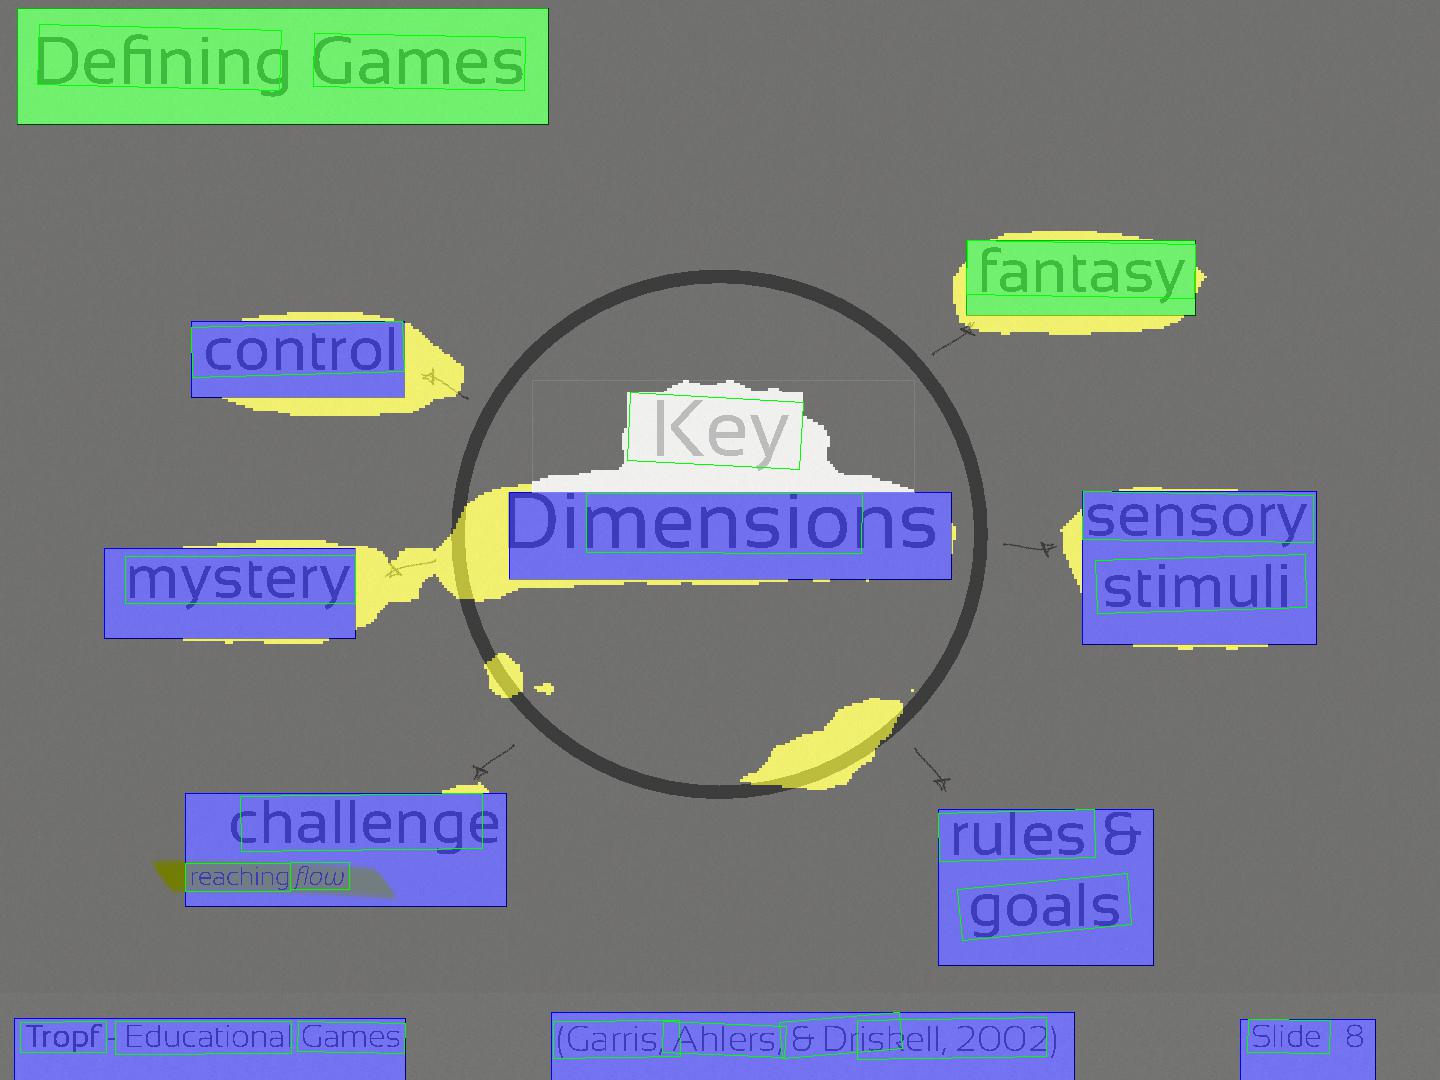 Defining Games
fantasy
control
Key
Dimensions
sensory
stimuli
mystery
challenge
reaching flow
rules &
goals
Tropf - Educational Games
(Garris, Ahlers, & Driskell, 2002)
Slide 8